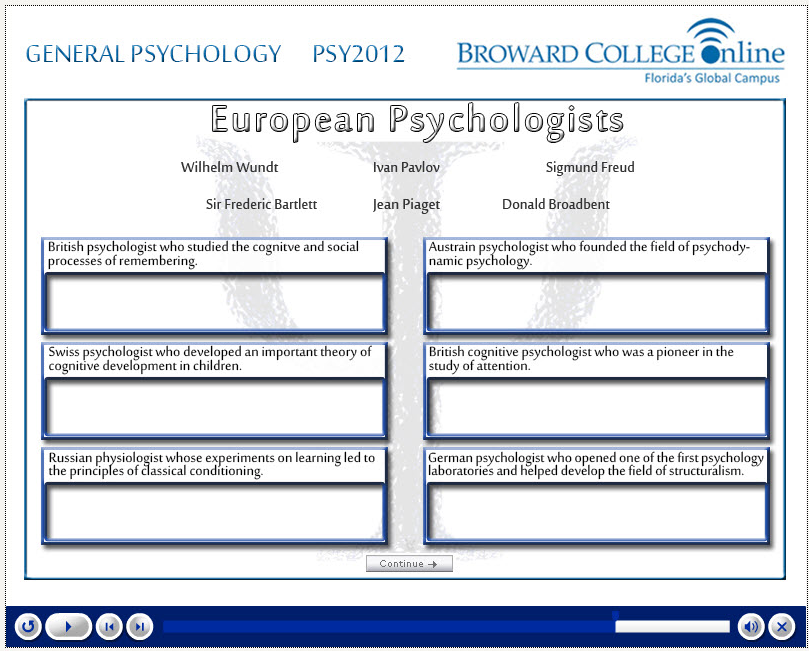 GENERAL PSYCHOLOGY PSY2012
BROWARD COLLEGE Online
Florida's Global Campus
European Psychologists
Wilhelm Wundt Ivan Pavlov Sigmund Freud
Sir Frederic Bartlett Jean Piaget Donald Broadbent
British psychologist who studied the cognitve and social
processes of remembering.
Austrain psychologist who founded the field of psychody-
namic psychology.
Swiss psychologist who developed an important theory of
cognitive development in children.
British cognitive psychologist who was a pioneer in the
study of attention.
Russian physiologist whose experiments on learning led to
the principles of classical conditioning.
German psychologist who opened one of the first psychology
laboratories and helped develop the field of structuralism.
Continue